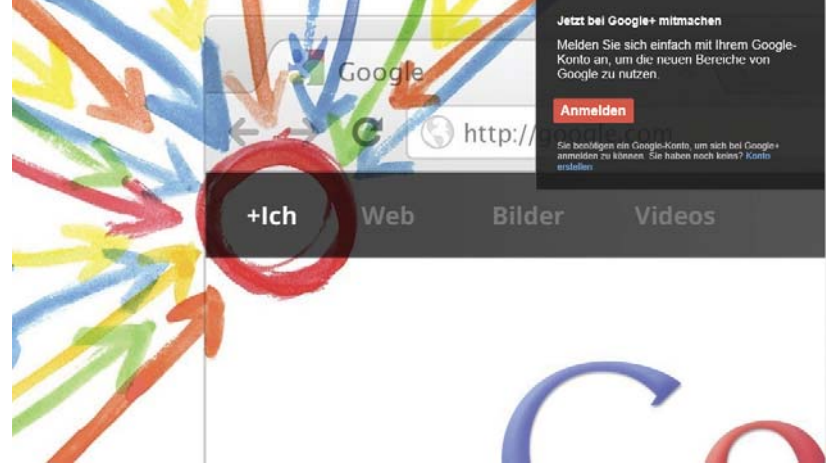 Jetzt bei Google+ mitmachen
Melden Sie sich einfach mit Ihrem Google-
Konto an, um die neuen Bereiche von
Google zu nutzen.
Anmelden
Sie benötigen ein Google-Konto, um sich bei Google+
anmelden zu können. Sie haben noch keins? Konto
erstellen
Google
http://google.com
+Ich
Web
Bilder
Videos
Go